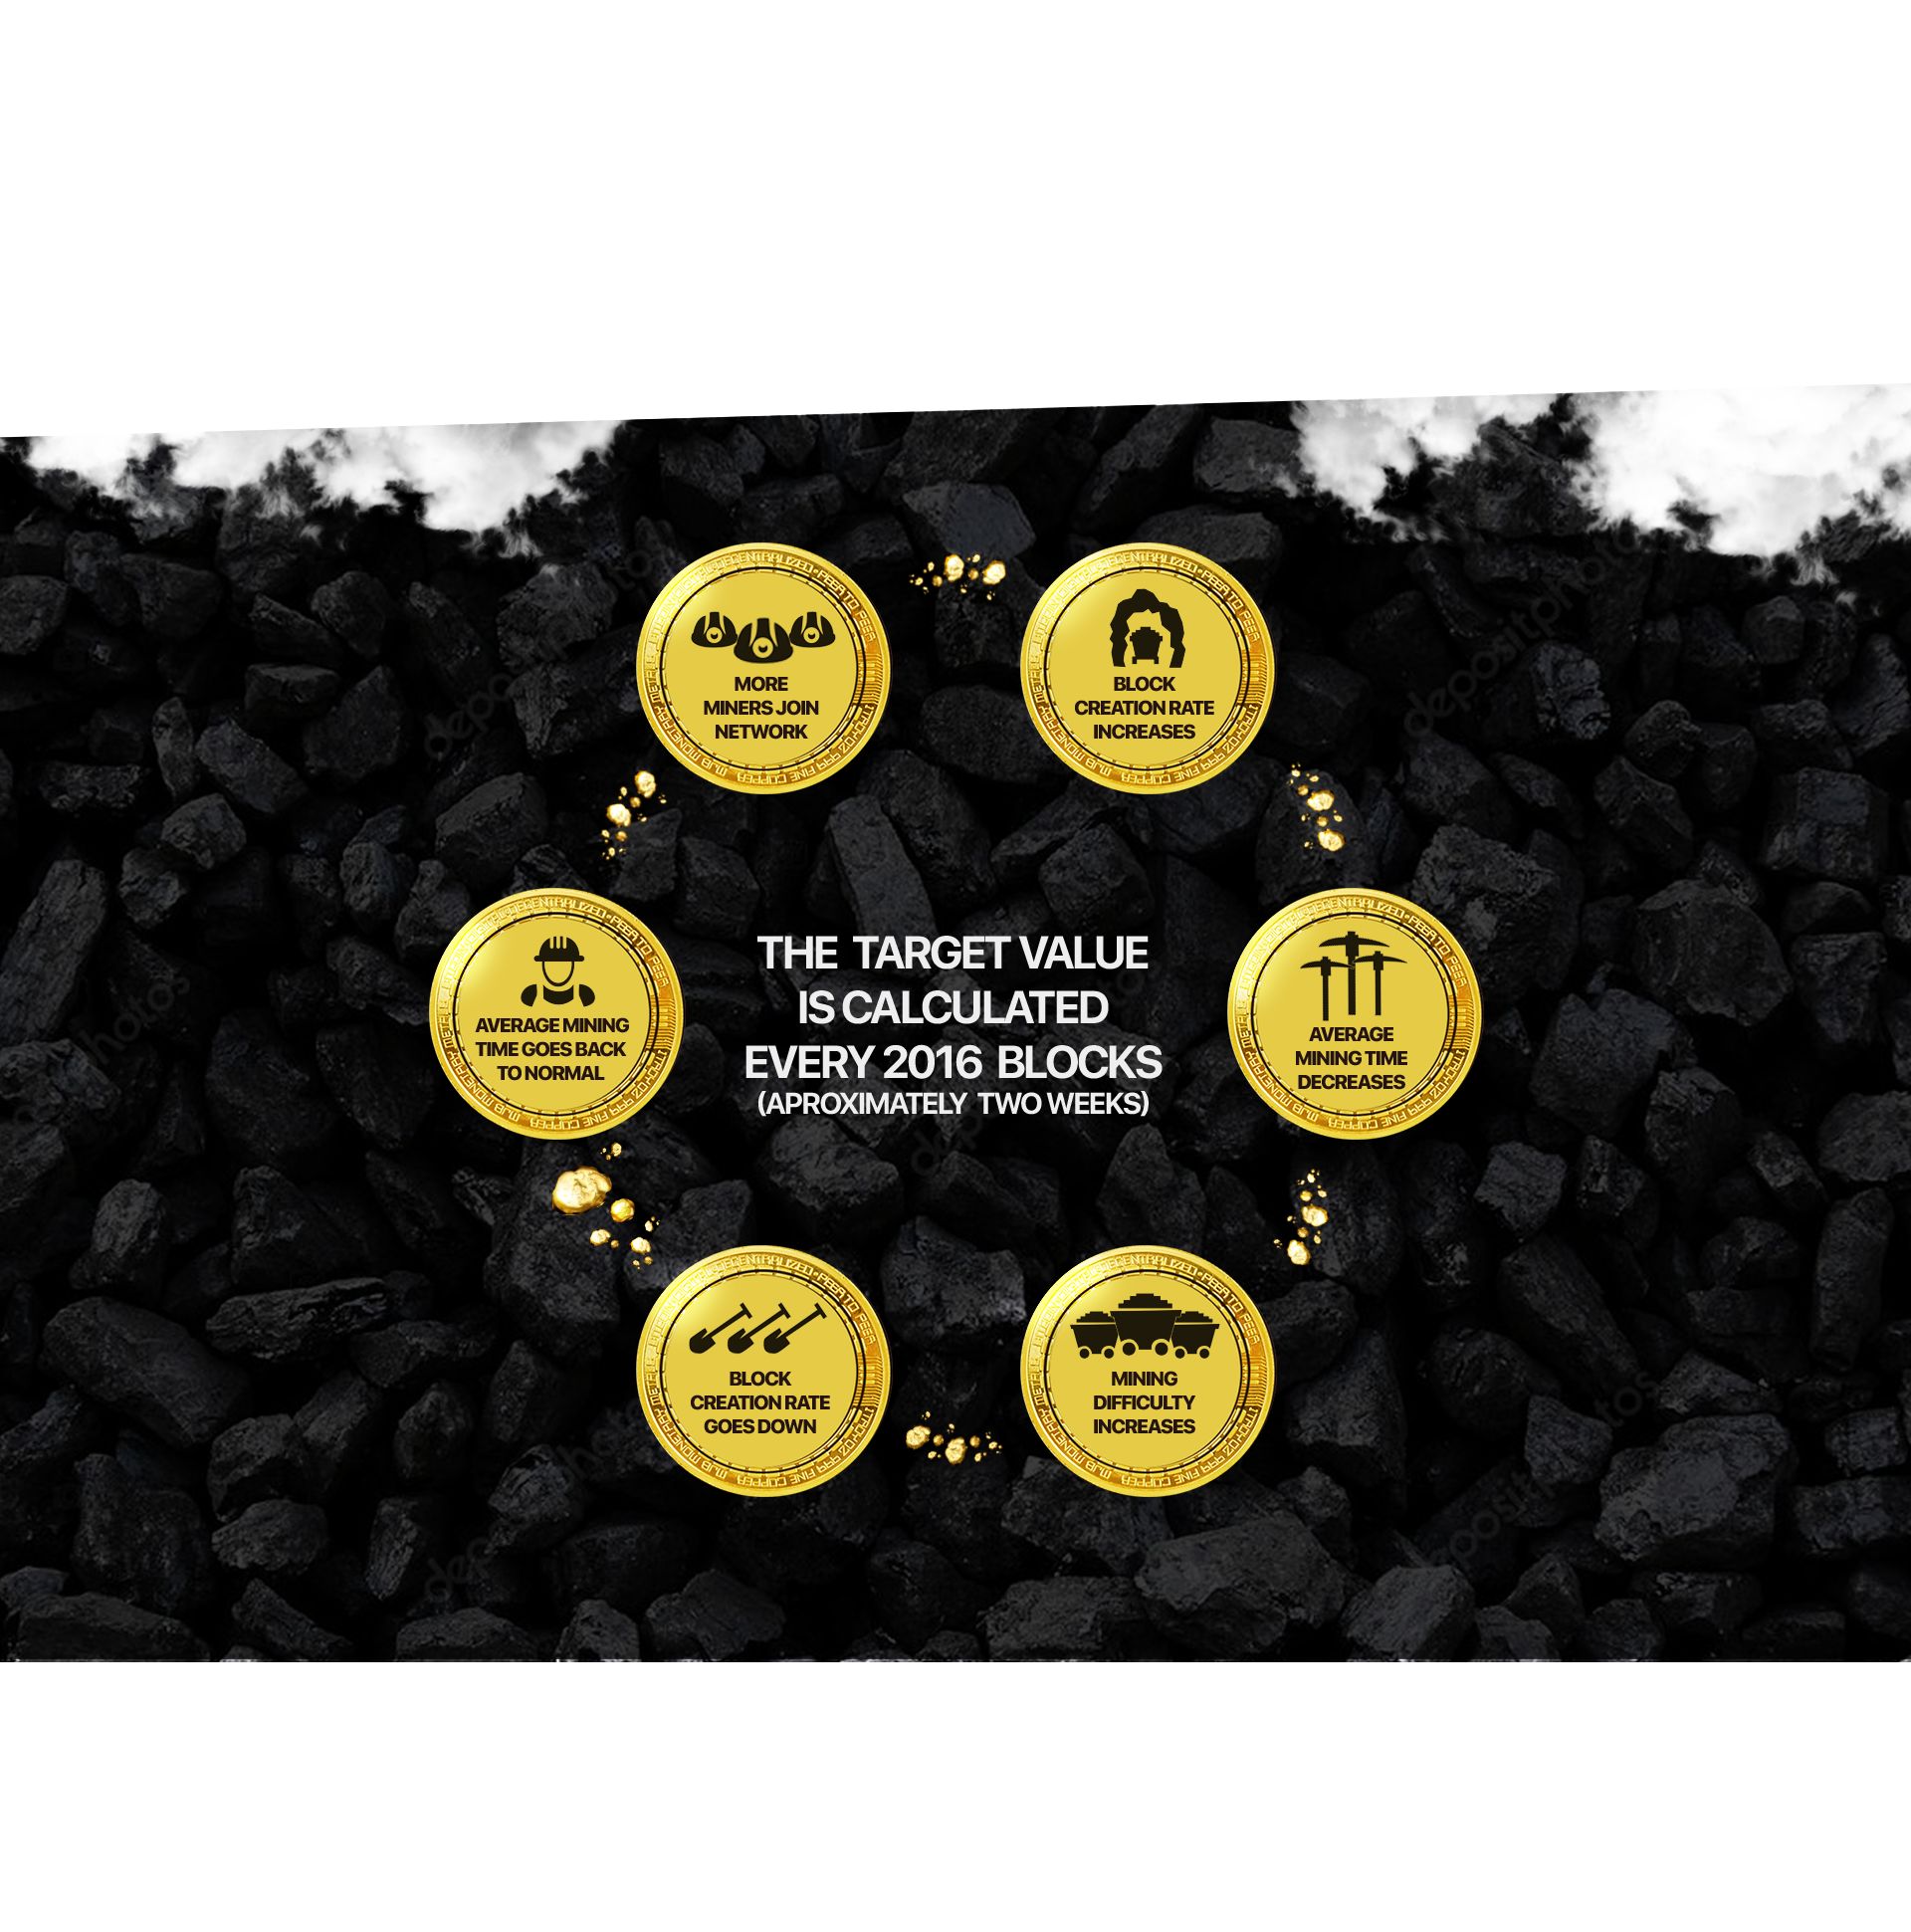 MORE
MINERS JOIN
NETWORK
BLOCK
CREATION RATE
INCREASES
AVERAGE MINING
TIME GOES BACK
TO NORMAL
THE TARGET VALUE
IS CALCULATED
EVERY 2016 BLOCKS
(APROXIMATELY TWO WEEKS)
AVERAGE
MINING TIME
DECREASES
BLOCK
CREATION RATE
GOES DOWN
MINING
DIFFICULTY
INCREASES